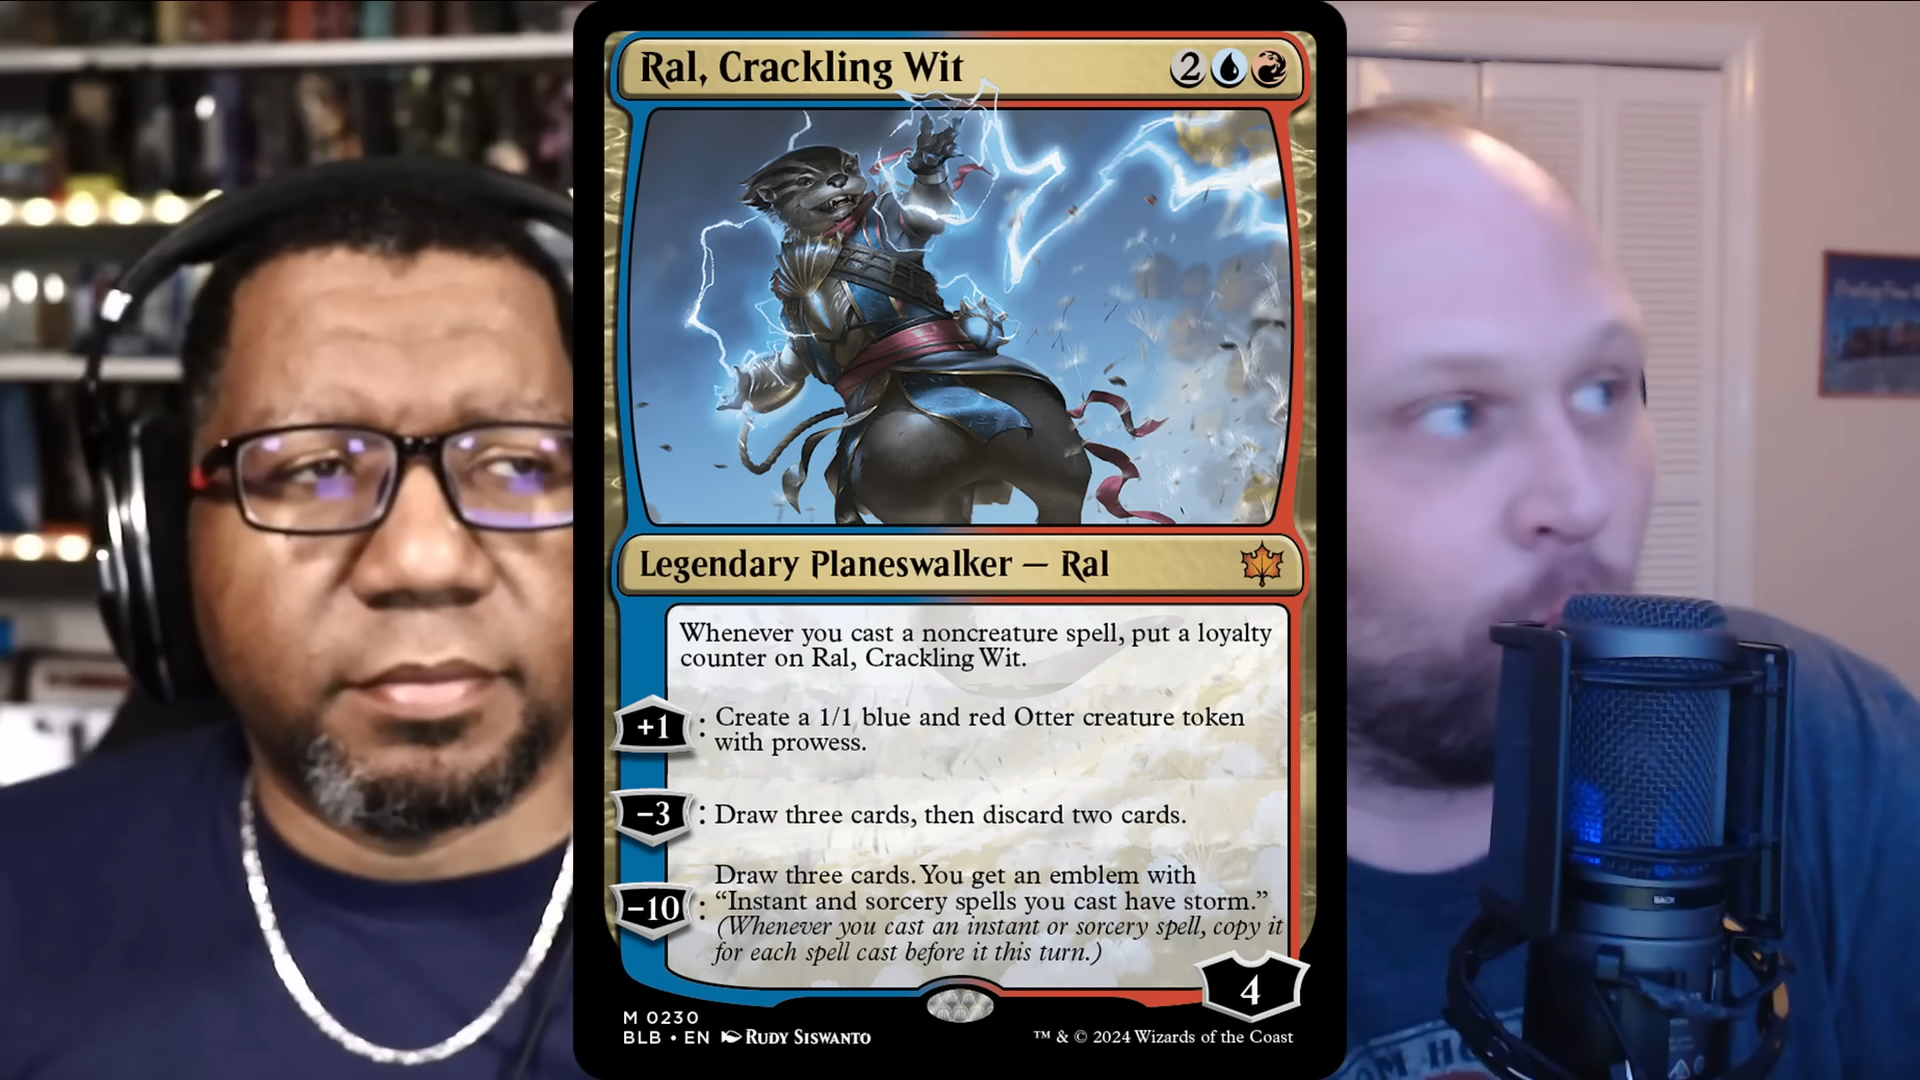 Ral, Crackling Wit 2
Legendary Planeswalker — Ral
Whenever you cast a noncreature spell, put a loyalty
counter on Ral, Crackling Wit.
+1 : Create a 1/1 blue and red Otter creature token
with prowess.
−3 : Draw three cards, then discard two cards.
Draw three cards. You get an emblem with
−10 : “Instant and sorcery spells you cast have storm.”
(Whenever you cast an instant or sorcery spell, copy it
for each spell cast before it this turn.)
4
M 0230
BLB • EN RUDY SISWANTO
™ & © 2024 Wizards of the Coast
BACK